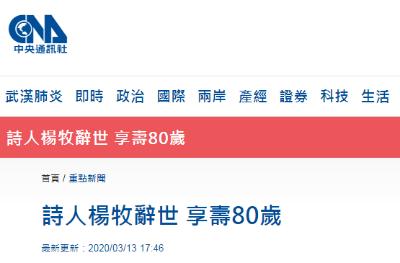 CNA
中央通訊社
武漢肺炎 即時 政治 國際 兩岸 產經 證券 科技 生活
詩人楊牧辭世 享壽80歲
首頁 / 重點新聞
詩人楊牧辭世 享壽80歲
最新更新：2020/03/13 17:46